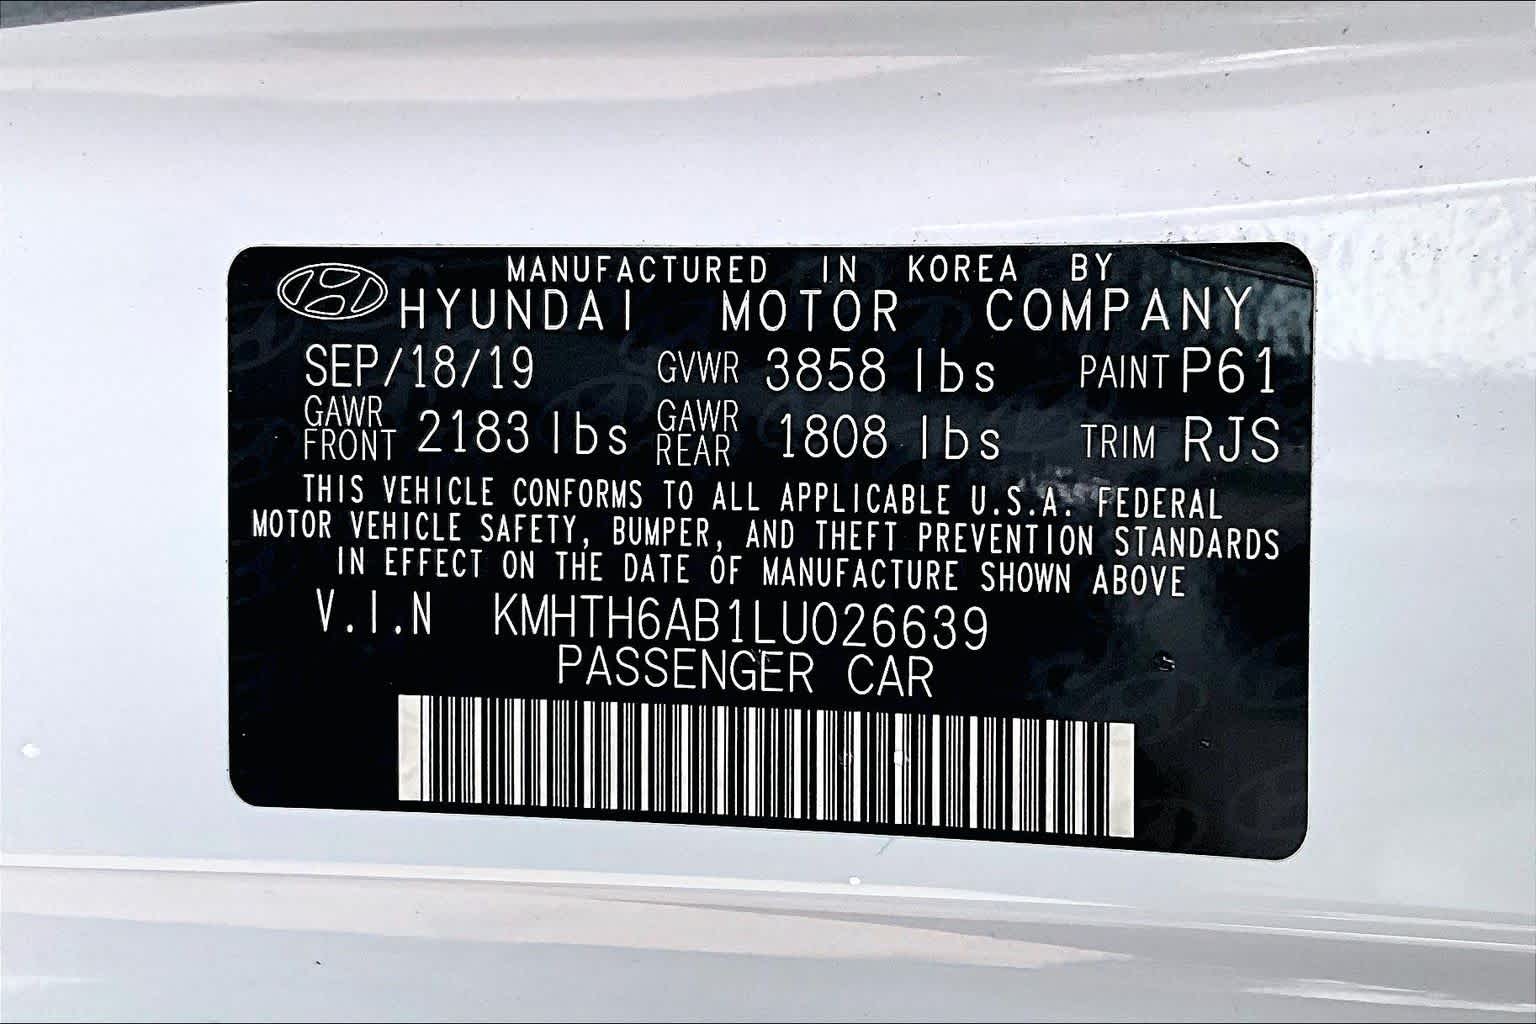 MANUFACTURED IN KOREA BY
HYUNDAI MOTOR COMPANY
SEP/18/19 GVWR 3858 lbs PAINT P61
GAWR FRONT 2183 lbs GAWR REAR 1808 lbs TRIM RJS
THIS VEHICLE CONFORMS TO ALL APPLICABLE U.S.A. FEDERAL
MOTOR VEHICLE SAFETY, BUMPER, AND THEFT PREVENTION STANDARDS
IN EFFECT ON THE DATE OF MANUFACTURE SHOWN ABOVE
V.I.N KMHTH6AB1LU026639
PASSENGER CAR